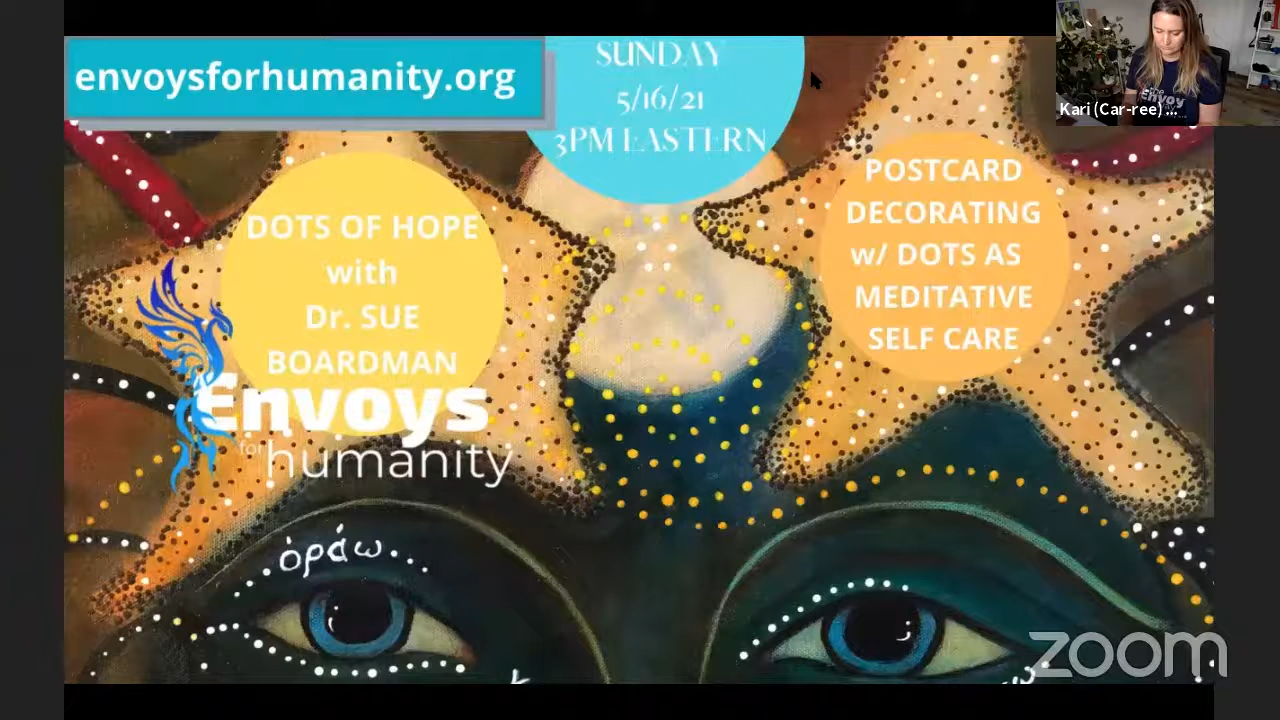 envoysforhumanity.org
SUNDAY
5/16/21
3PM EASTERN
Kari (Car-ree) ...
Envoy
DOTS OF HOPE
with
Dr. SUE
BOARDMAN
POSTCARD
DECORATING
w/ DOTS AS
MEDITATIVE
SELF CARE
Envoys
for humanity
ὁράω...
zoom